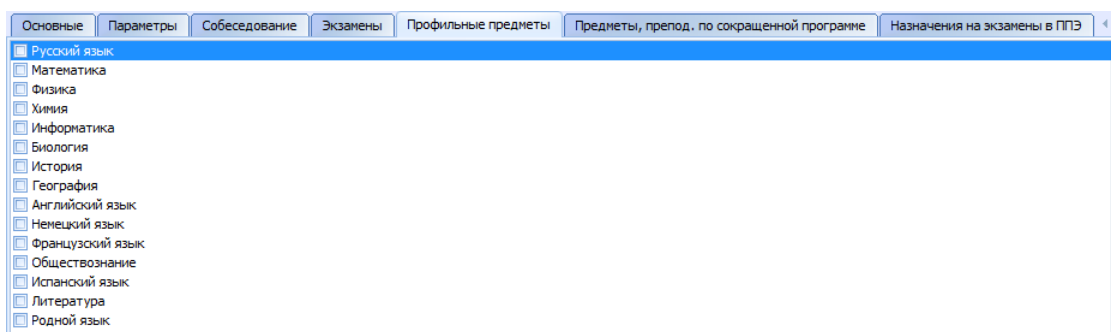 Основные Параметры Собеседование Экзамены Профильные предметы Предметы, препод. по сокращенной программе Назначения на экзамены в ППЭ
Русский язык
Математика
Физика
Химия
Информатика
Биология
История
География
Английский язык
Немецкий язык
Французский язык
Обществознание
Испанский язык
Литература
Родной язык